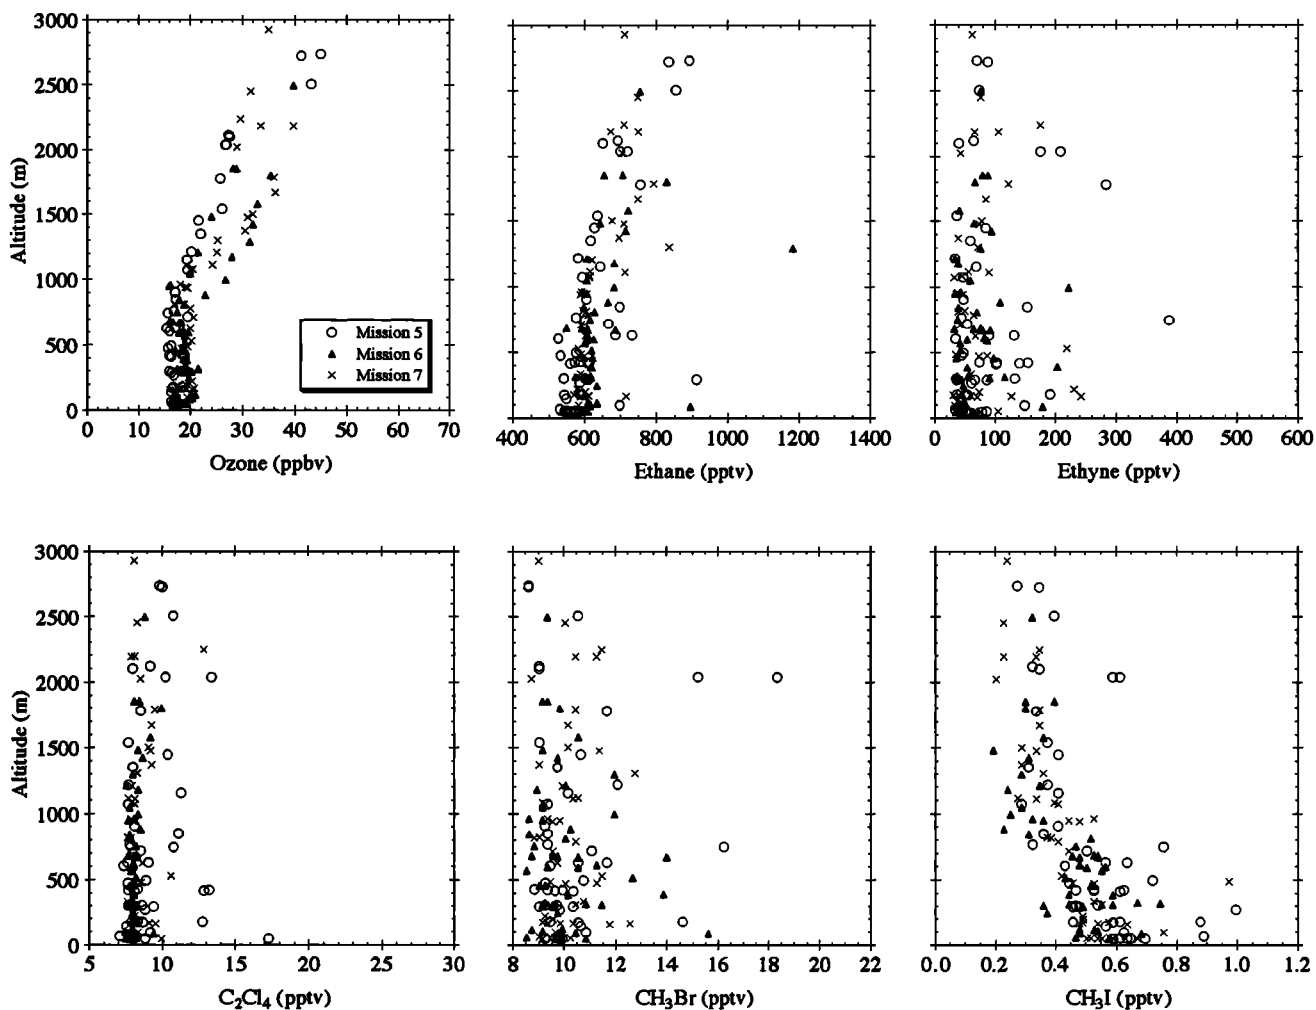 3000
2500
2000
1500
1000
500
0
Altitude (m)
Mission 5
Mission 6
Mission 7
0 10 20 30 40 50 60 70
Ozone (ppbv)
400 600 800 1000 1200 1400
Ethane (pptv)
0 100 200 300 400 500 600
Ethyne (pptv)
3000
2500
2000
1500
1000
500
0
Altitude (m)
5 10 15 20 25 30
C₂Cl₄ (pptv)
8 10 12 14 16 18 20 22
CH₃Br (pptv)
0.0 0.2 0.4 0.6 0.8 1.0 1.2
CH₃I (pptv)